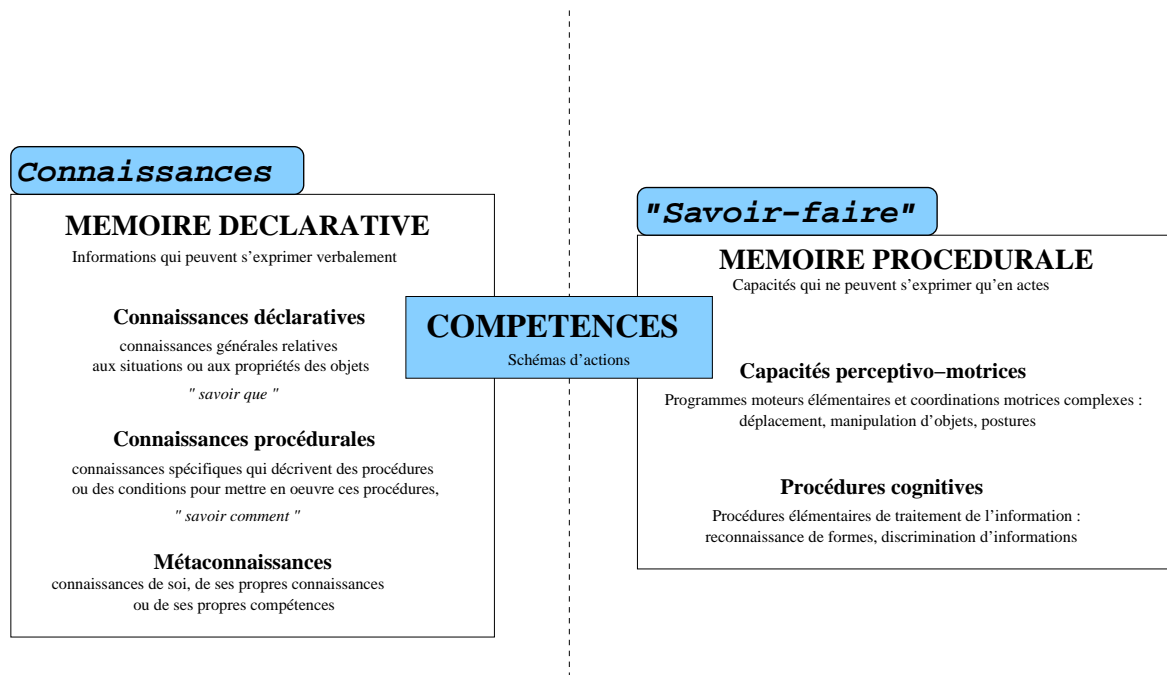 Connaissances
MEMOIRE DECLARATIVE
Informations qui peuvent s'exprimer verbalement
Connaissances déclaratives
connaissances générales relatives
aux situations ou aux propriétés des objets
" savoir que "
Connaissances procédurales
connaissances spécifiques qui décrivent des procédures
ou des conditions pour mettre en oeuvre ces procédures,
" savoir comment "
Métaconnaissances
connaissances de soi, de ses propres connaissances
ou de ses propres compétences
COMPETENCES
Schémas d'actions
"Savoir-faire"
MEMOIRE PROCEDURALE
Capacités qui ne peuvent s'exprimer qu'en actes
Capacités perceptivo−motrices
Programmes moteurs élémentaires et coordinations motrices complexes :
déplacement, manipulation d'objets, postures
Procédures cognitives
Procédures élémentaires de traitement de l'information :
reconnaissance de formes, discrimination d'informations